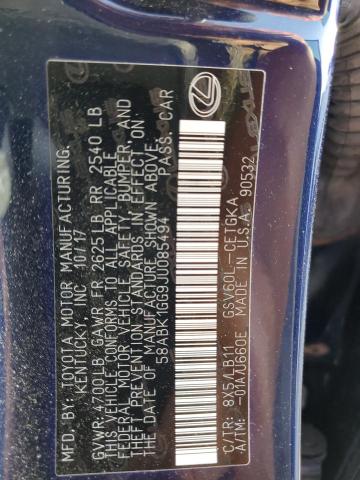 MFD. BY: TOYOTA MOTOR MANUFACTURING,
KENTUCKY, INC 10/17
GVWR 4700LB GAWR FR 2625 LB RR 2540 LB
THIS VEHICLE CONFORMS TO ALL APPLICABLE
FEDERAL MOTOR VEHICLE SAFETY, BUMPER, AND
THEFT PREVENTION STANDARDS IN EFFECT ON
THE DATE OF MANUFACTURE SHOWN ABOVE.
58ABK1GG9JU085494 PASS. CAR
C/TR: 8X5/LB11 GSV60L-CETGKA
A/TM: -01A/U660E MADE IN U.S.A. 90532